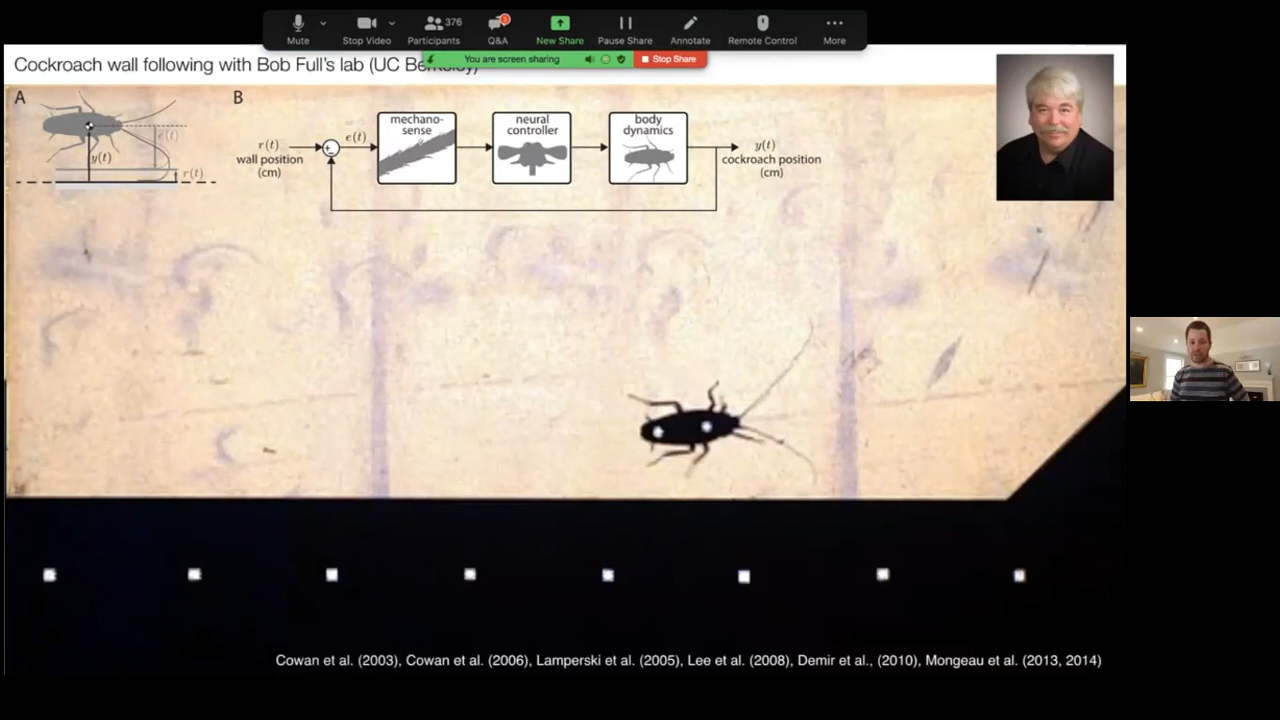 Mute
Stop Video
376
Participants
Q&A
New Share
Pause Share
Annotate
Remote Control
More
You are screen sharing
Stop Share
Cockroach wall following with Bob Full's lab (UC Berkeley)
A
e(t)
y(t)
r(t)
B
r(t)
wall position
(cm)
+
-
e(t)
mechano-
sense
neural
controller
body
dynamics
y(t)
cockroach position
(cm)
Cowan et al. (2003), Cowan et al. (2006), Lamperski et al. (2005), Lee et al. (2008), Demir et al., (2010), Mongeau et al. (2013, 2014)